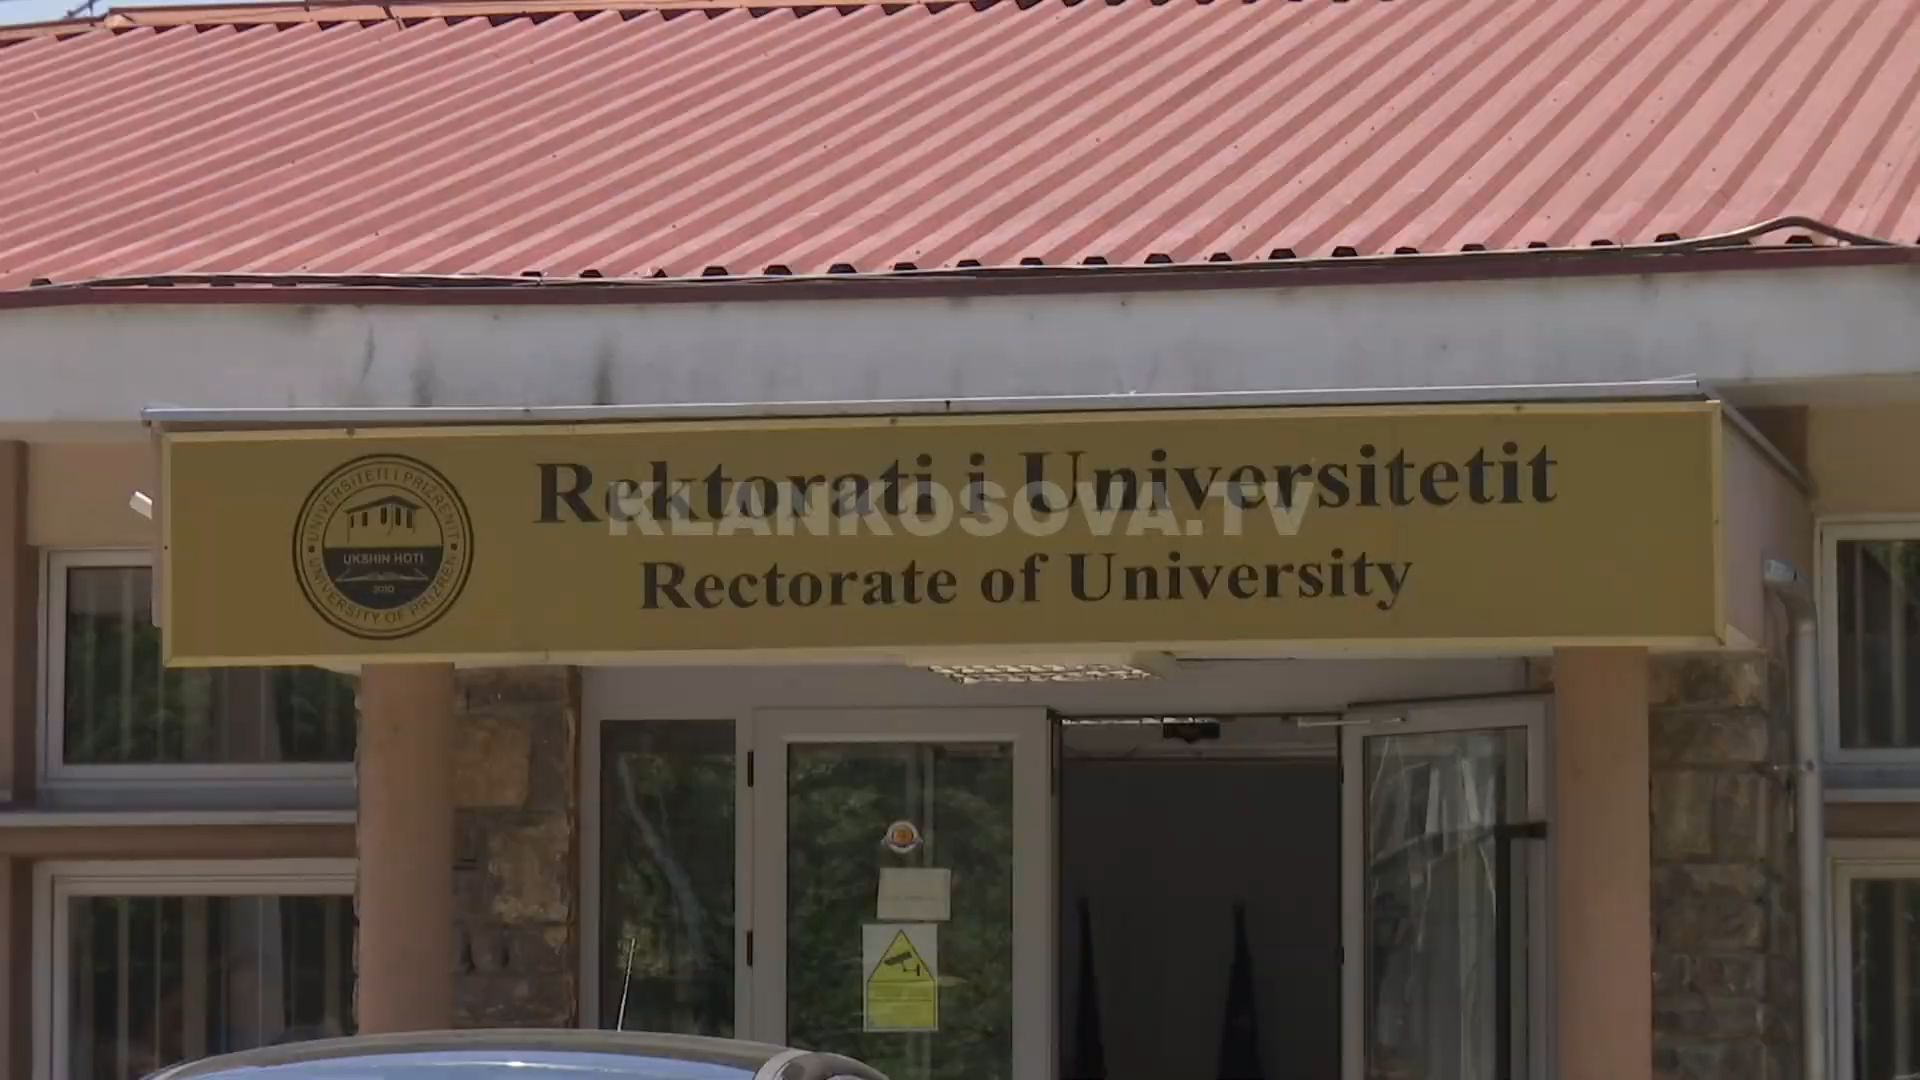 Rektorati i Universitetit
KLANKOSOVA.TV
Rectorate of University
UNIVERSITETI I PRIZRENIT
UKSHIN HOTI
2010
UNIVERSITY OF PRIZREN